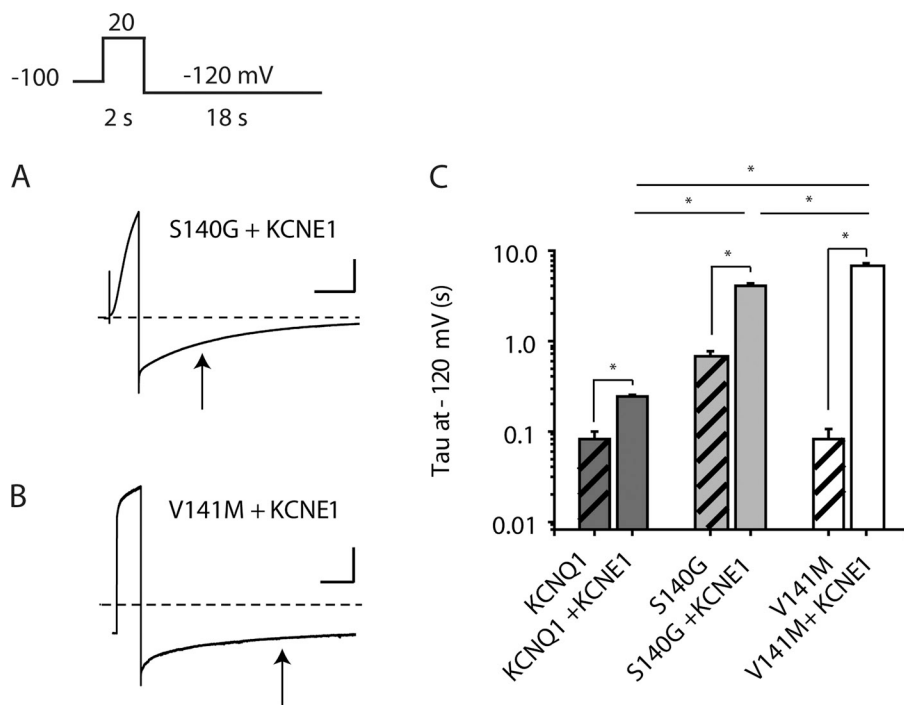 20
-100
-120 mV
2 s
18 s
A
S140G + KCNE1
B
V141M + KCNE1
C
*
* *
* * *
Tau at - 120 mV (s)
10.0
1.0
0.1
0.01
KCNQ1
KCNQ1 +KCNE1
S140G
S140G +KCNE1
V141M
V141M+ KCNE1